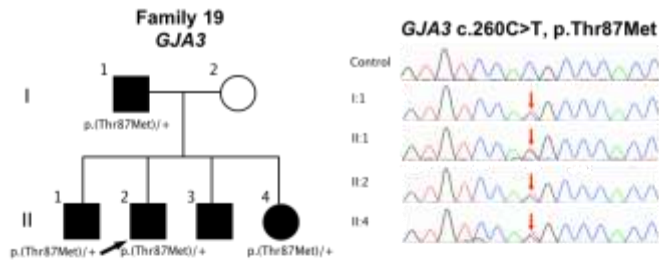 Family 19
GJA3
1
2
I
p.(Thr87Met)/+
1
2
3
4
II
p.(Thr87Met)/+
p.(Thr87Met)/+
p.(Thr87Met)/+
GJA3 c.260C>T, p.Thr87Met
Control
I:1
II:1
II:2
II:4